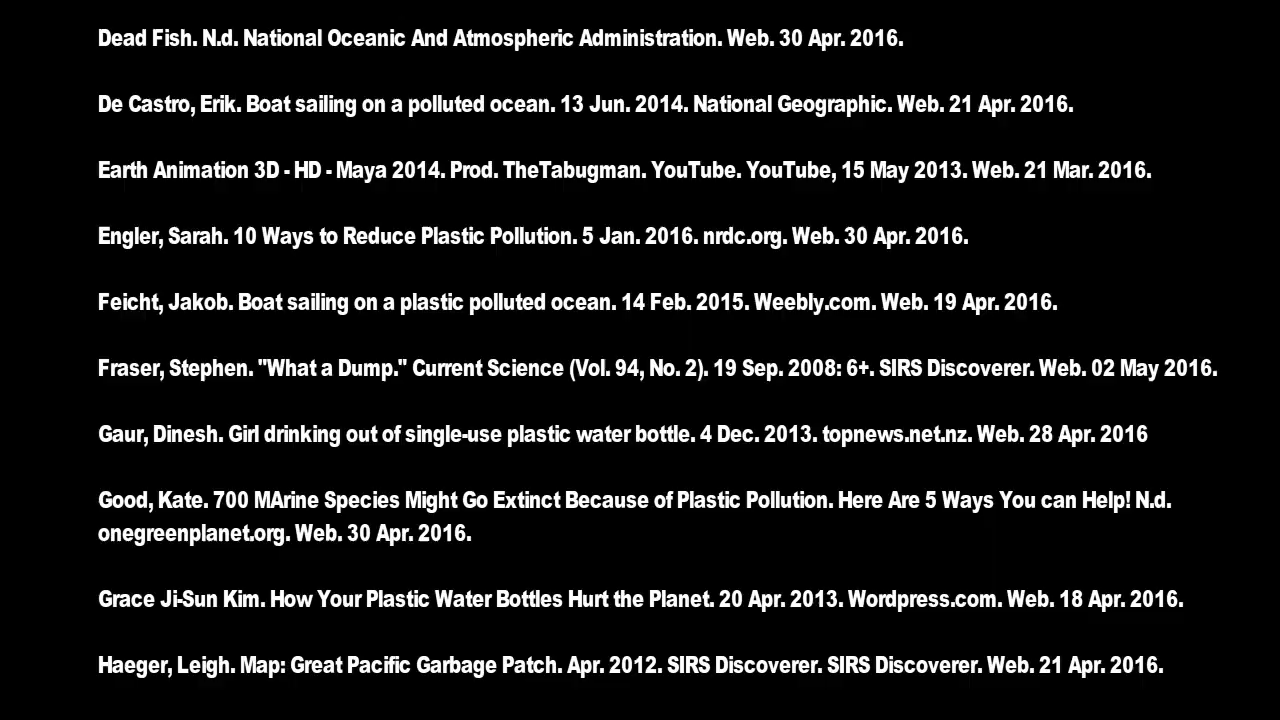 Dead Fish. N.d. National Oceanic And Atmospheric Administration. Web. 30 Apr. 2016.
De Castro, Erik. Boat sailing on a polluted ocean. 13 Jun. 2014. National Geographic. Web. 21 Apr. 2016.
Earth Animation 3D - HD - Maya 2014. Prod. TheTabugman. YouTube. YouTube, 15 May 2013. Web. 21 Mar. 2016.
Engler, Sarah. 10 Ways to Reduce Plastic Pollution. 5 Jan. 2016. nrdc.org. Web. 30 Apr. 2016.
Feicht, Jakob. Boat sailing on a plastic polluted ocean. 14 Feb. 2015. Weebly.com. Web. 19 Apr. 2016.
Fraser, Stephen. "What a Dump." Current Science (Vol. 94, No. 2). 19 Sep. 2008: 6+. SIRS Discoverer. Web. 02 May 2016.
Gaur, Dinesh. Girl drinking out of single-use plastic water bottle. 4 Dec. 2013. topnews.net.nz. Web. 28 Apr. 2016
Good, Kate. 700 MArine Species Might Go Extinct Because of Plastic Pollution. Here Are 5 Ways You can Help! N.d.
onegreenplanet.org. Web. 30 Apr. 2016.
Grace Ji-Sun Kim. How Your Plastic Water Bottles Hurt the Planet. 20 Apr. 2013. Wordpress.com. Web. 18 Apr. 2016.
Haeger, Leigh. Map: Great Pacific Garbage Patch. Apr. 2012. SIRS Discoverer. SIRS Discoverer. Web. 21 Apr. 2016.